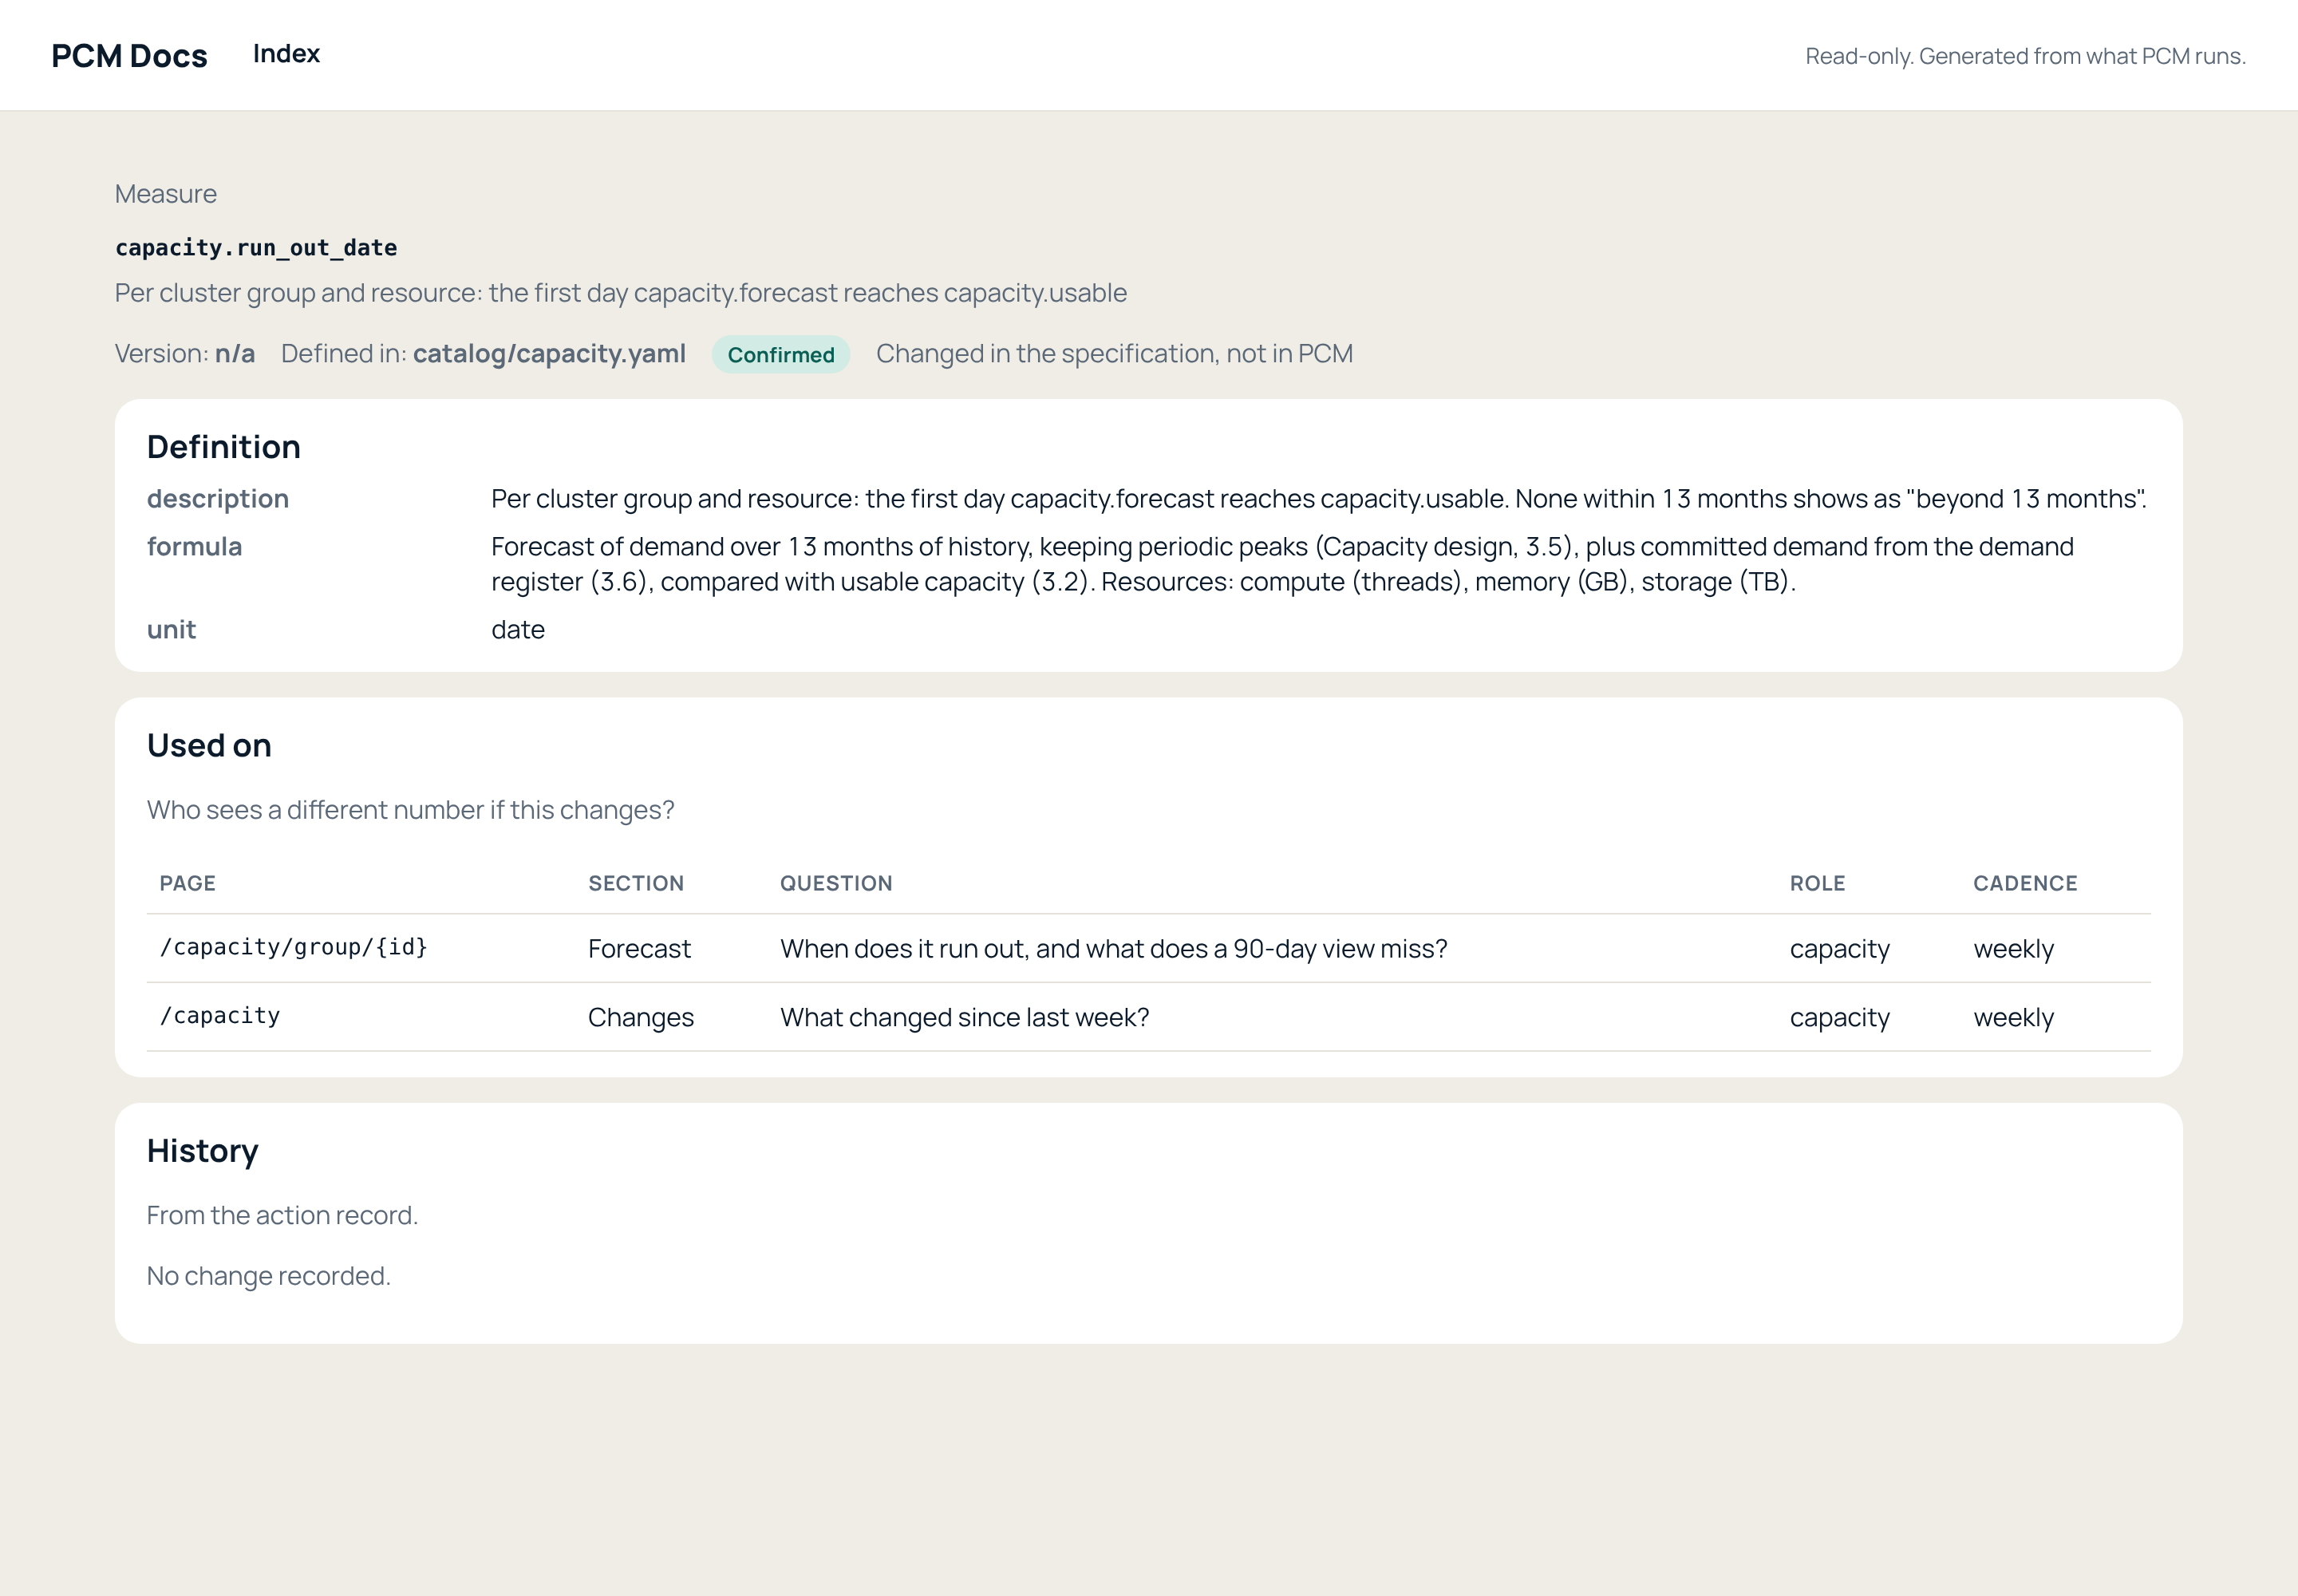 PCM Docs
Index
Read-only. Generated from what PCM runs.
Measure
capacity.run_out_date
Per cluster group and resource: the first day capacity.forecast reaches capacity.usable
Version: n/a Defined in: catalog/capacity.yaml Confirmed Changed in the specification, not in PCM
Definition
description Per cluster group and resource: the first day capacity.forecast reaches capacity.usable. None within 13 months shows as "beyond 13 months".
formula Forecast of demand over 13 months of history, keeping periodic peaks (Capacity design, 3.5), plus committed demand from the demand
register (3.6), compared with usable capacity (3.2). Resources: compute (threads), memory (GB), storage (TB).
unit date
Used on
Who sees a different number if this changes?
PAGE SECTION QUESTION ROLE CADENCE
/capacity/group/{id} Forecast When does it run out, and what does a 90-day view miss? capacity weekly
/capacity Changes What changed since last week? capacity weekly
History
From the action record.
No change recorded.